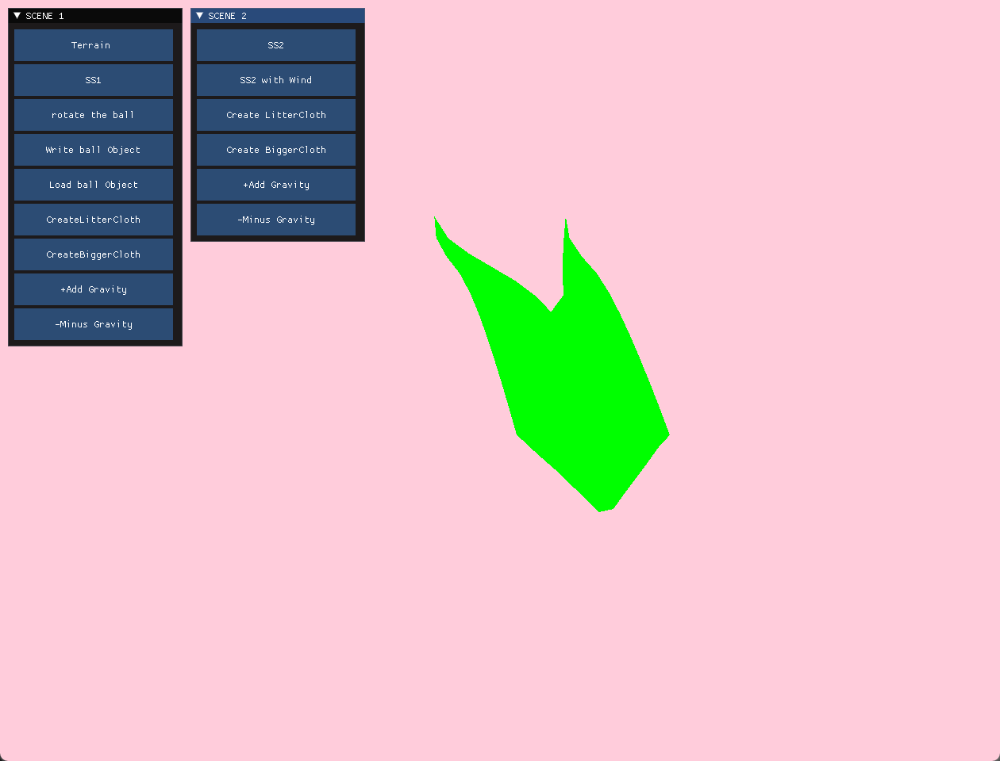 SCENE 1
Terrain
SS1
rotate the ball
Write ball Object
Load ball Object
CreateLitterCloth
CreateBiggerCloth
+Add Gravity
-Minus Gravity
SCENE 2
SS2
SS2 with Wind
Create LitterCloth
Create BiggerCloth
+Add Gravity
-Minus Gravity